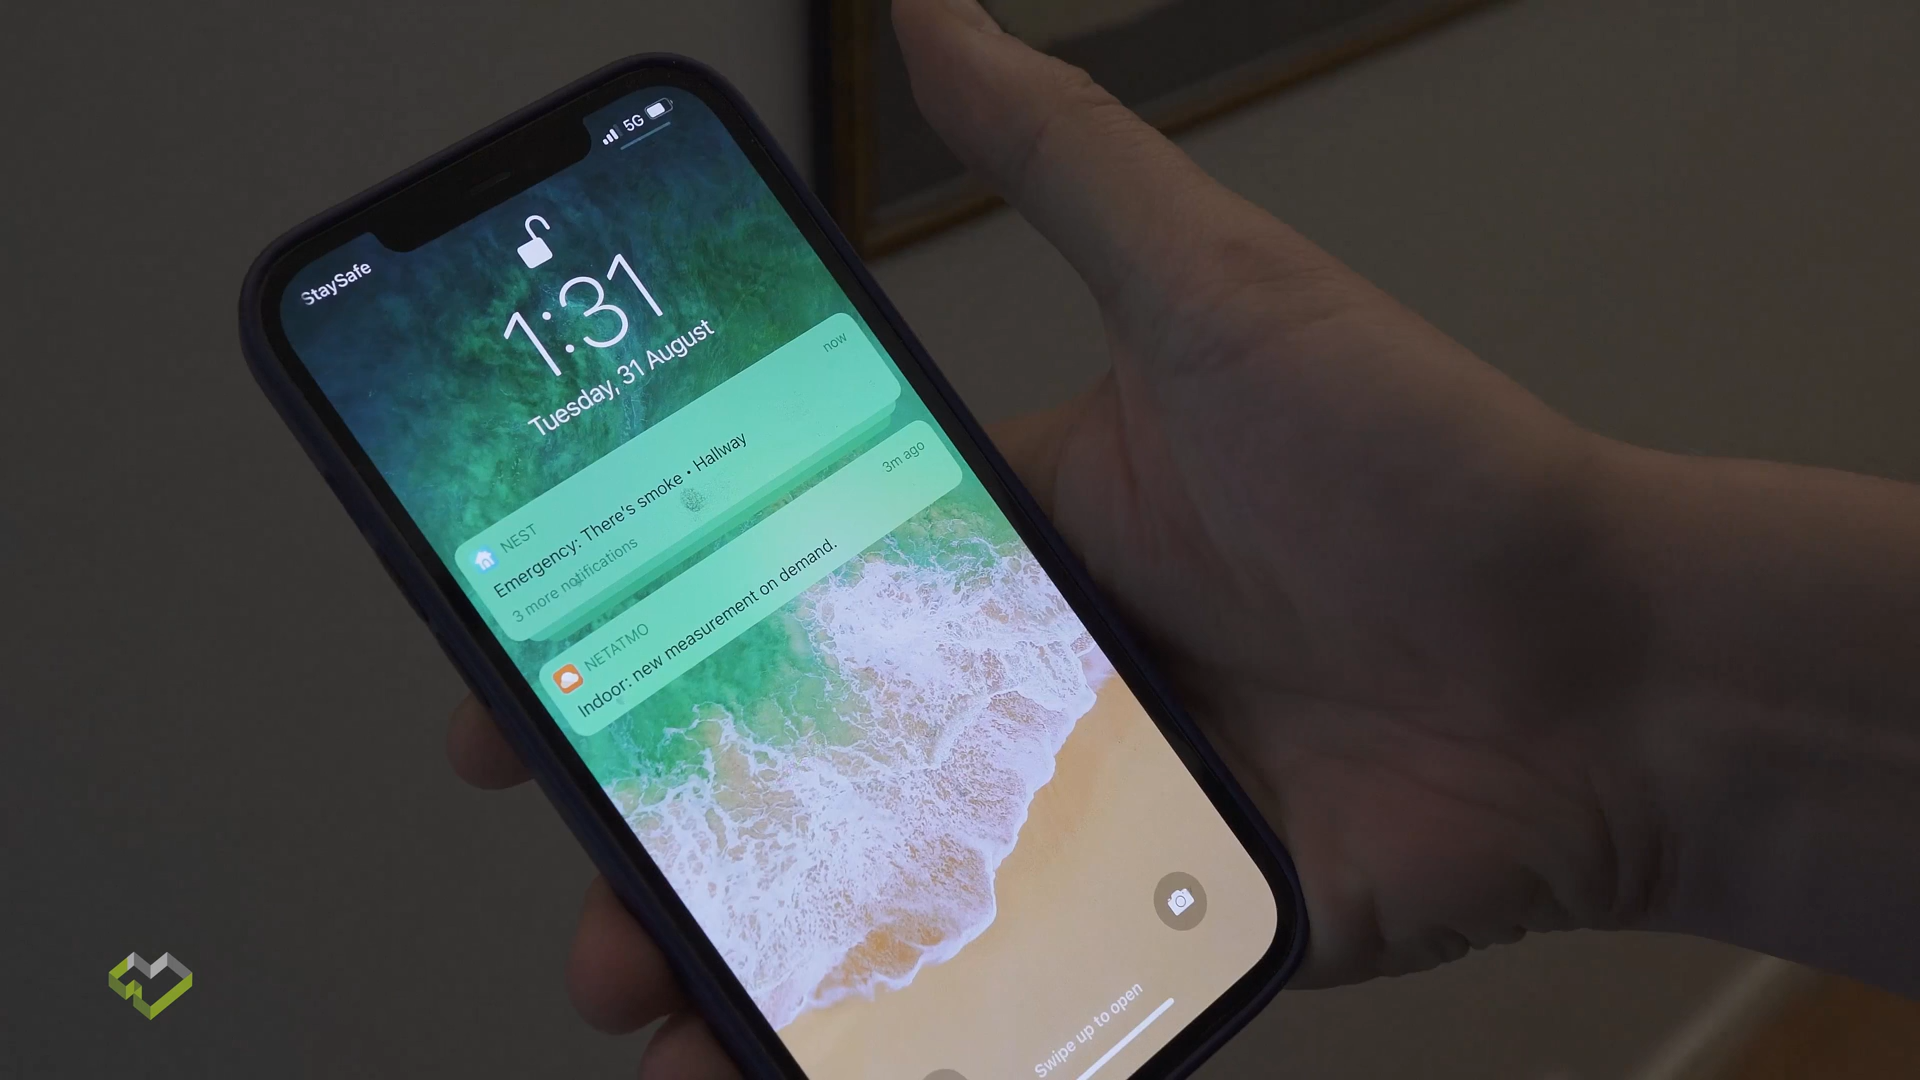 5G
StaySafe
1:31
Tuesday, 31 August
NEST
now
Emergency: There's smoke • Hallway
3 more notifications
NETATMO
3m ago
Indoor: new measurement on demand.
Swipe up to open